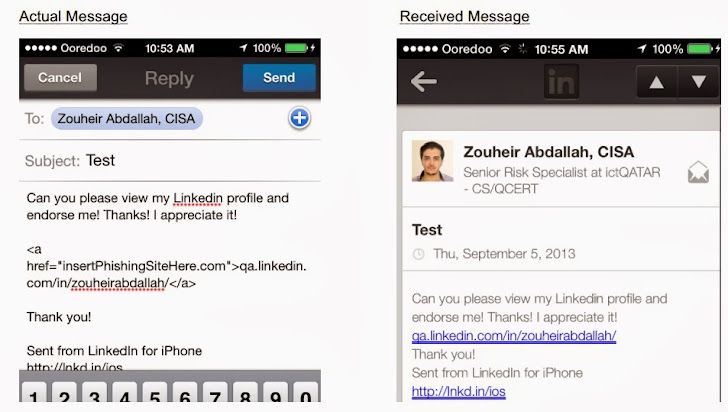 Actual Message
Ooredoo 10:53 AM 100%
Cancel Reply Send
To: Zouheir Abdallah, CISA
Subject: Test
Can you please view my Linkedin profile and
endorse me! Thanks! I appreciate it!
<a
href="insertPhishingSiteHere.com">qa.linkedin.
com/in/zouheirabdallah/</a>
Thank you!
Sent from LinkedIn for iPhone
http://lnkd.in/ios
1 2 3 4 5 6 7 8 9 0
Received Message
Ooredoo 10:55 AM 100%
in
Zouheir Abdallah, CISA
Senior Risk Specialist at ictQATAR
- CS/QCERT
Test
Thu, September 5, 2013
Can you please view my Linkedin profile and
endorse me! Thanks! I appreciate it!
qa.linkedin.com/in/zouheirabdallah/
Thank you!
Sent from LinkedIn for iPhone
http://lnkd.in/ios